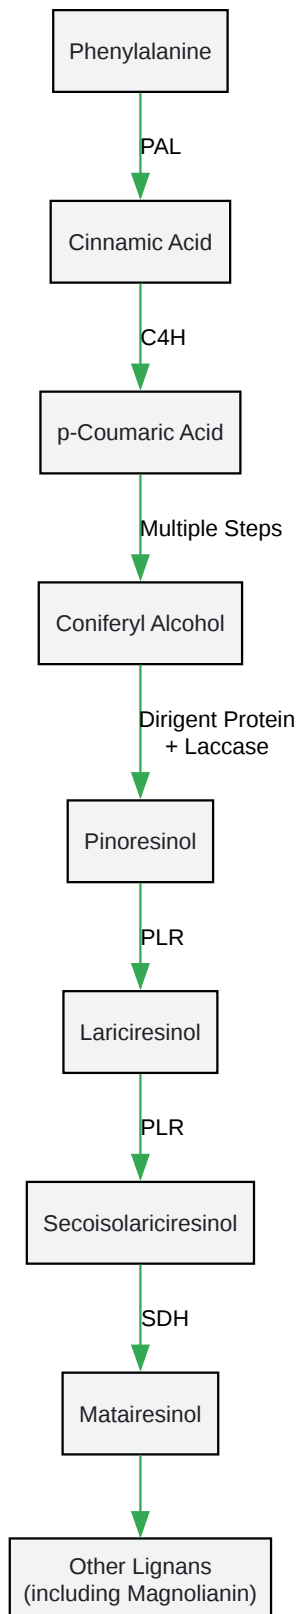 Phenylalanine
PAL
Cinnamic Acid
C4H
p-Coumaric Acid
Multiple Steps
Coniferyl Alcohol
Dirigent Protein
+ Laccase
Pinoresinol
PLR
Lariciresinol
PLR
Secoisolariciresinol
SDH
Matairesinol
Other Lignans
(including Magnolianin)